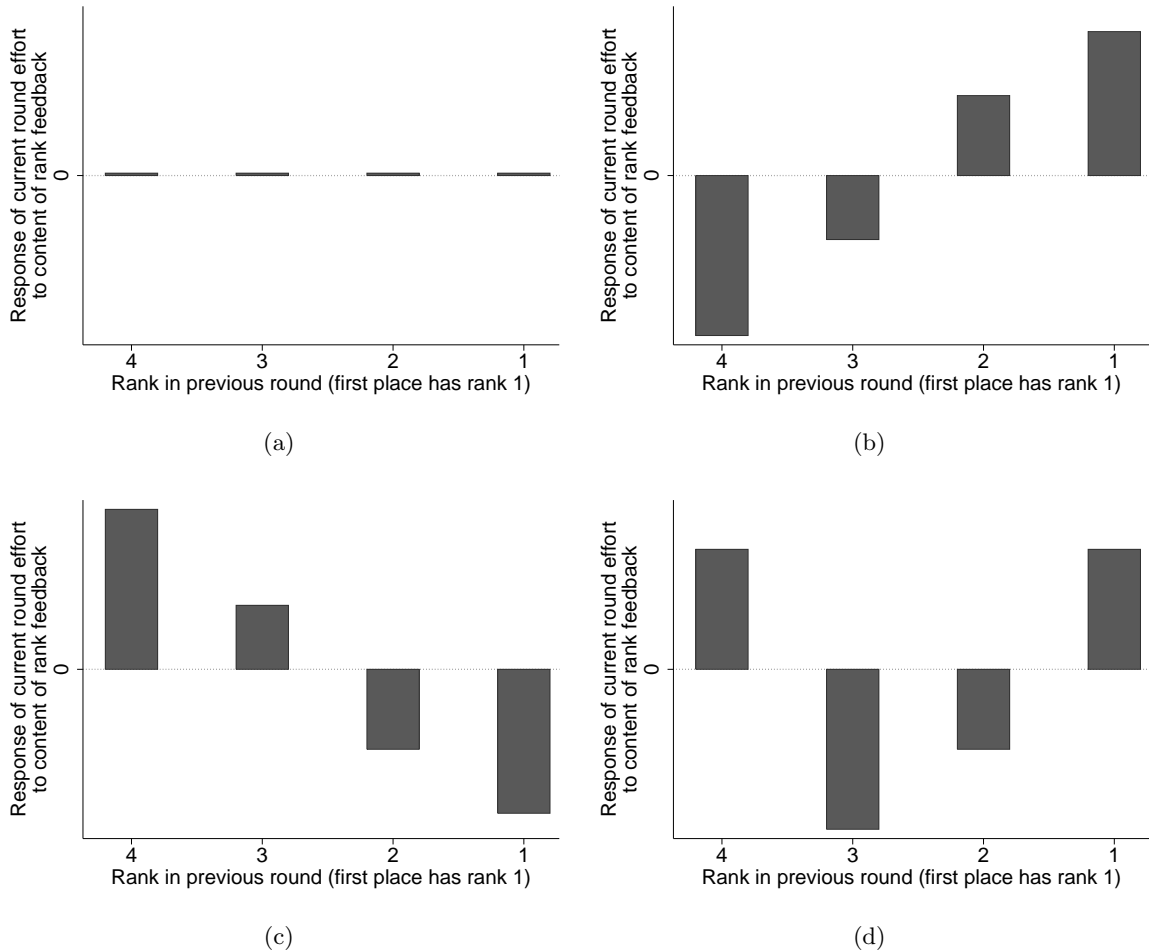 Response of current round effort
to content of rank feedback
0
4 3 2 1
Rank in previous round (first place has rank 1)
(a)
Response of current round effort
to content of rank feedback
0
4 3 2 1
Rank in previous round (first place has rank 1)
(b)
Response of current round effort
to content of rank feedback
0
4 3 2 1
Rank in previous round (first place has rank 1)
(c)
Response of current round effort
to content of rank feedback
0
4 3 2 1
Rank in previous round (first place has rank 1)
(d)